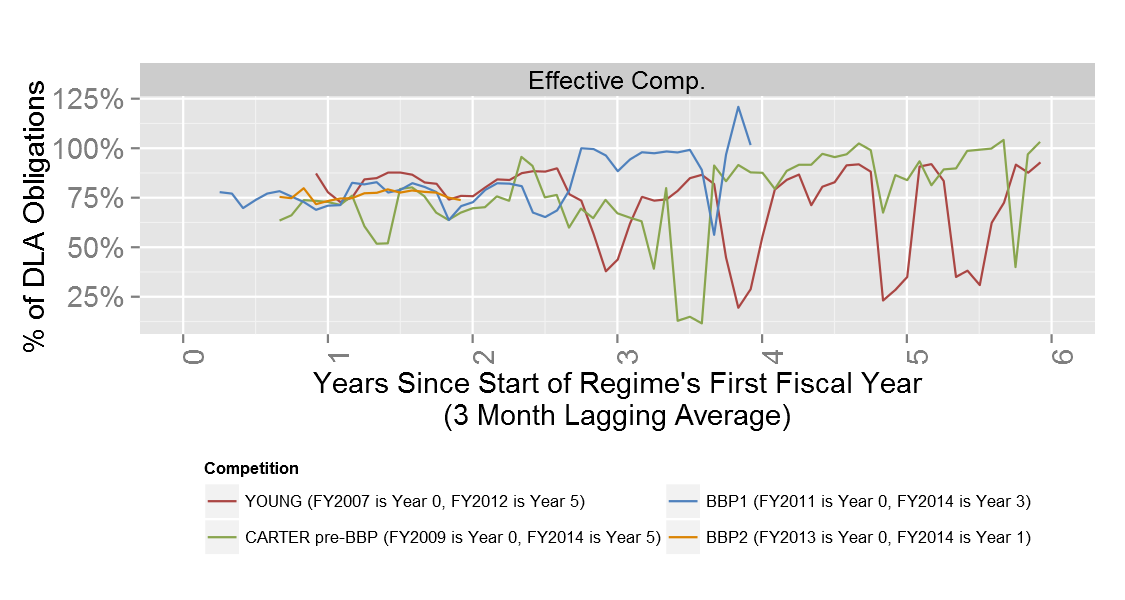 Effective Comp.
% of DLA Obligations
125%
100%
75%
50%
25%
0 1 2 3 4 5 6
Years Since Start of Regime's First Fiscal Year
(3 Month Lagging Average)
Competition
YOUNG (FY2007 is Year 0, FY2012 is Year 5) BBP1 (FY2011 is Year 0, FY2014 is Year 3)
CARTER pre-BBP (FY2009 is Year 0, FY2014 is Year 5) BBP2 (FY2013 is Year 0, FY2014 is Year 1)